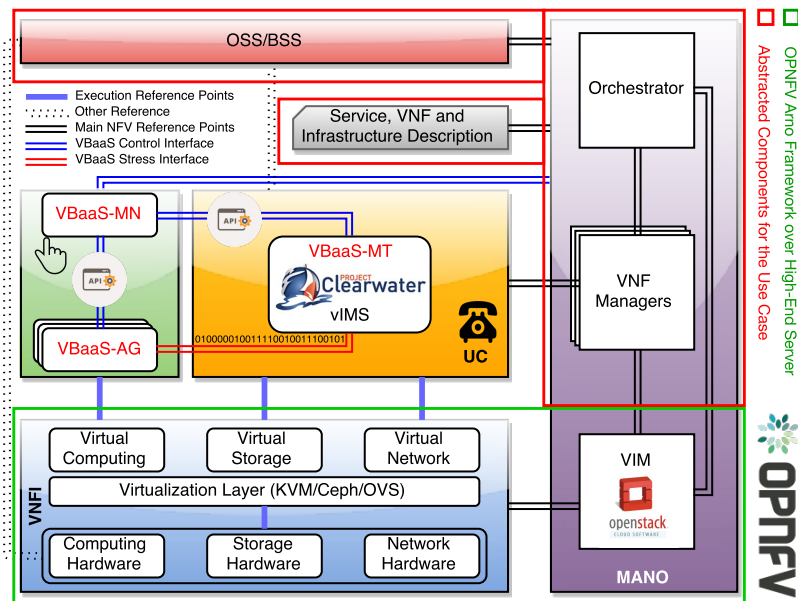 OSS/BSS
Execution Reference Points
Other Reference
Main NFV Reference Points
VBaaS Control Interface
VBaaS Stress Interface
Service, VNF and
Infrastructure Description
Orchestrator
VNF
Managers
VBaaS-MN
API
API
VBaaS-AG
VBaaS-MT
PROJECT
Clearwater
vIMS
0100000100111110010011100101
UC
Virtual
Computing
Virtual
Storage
Virtual
Network
Virtualization Layer (KVM/Ceph/OVS)
VNFI
Computing
Hardware
Storage
Hardware
Network
Hardware
VIM
openstack
CLOUD SOFTWARE
MANO
OPNFV Arno Framework over High-End Server
Abstracted Components for the Use Case
OPNFV